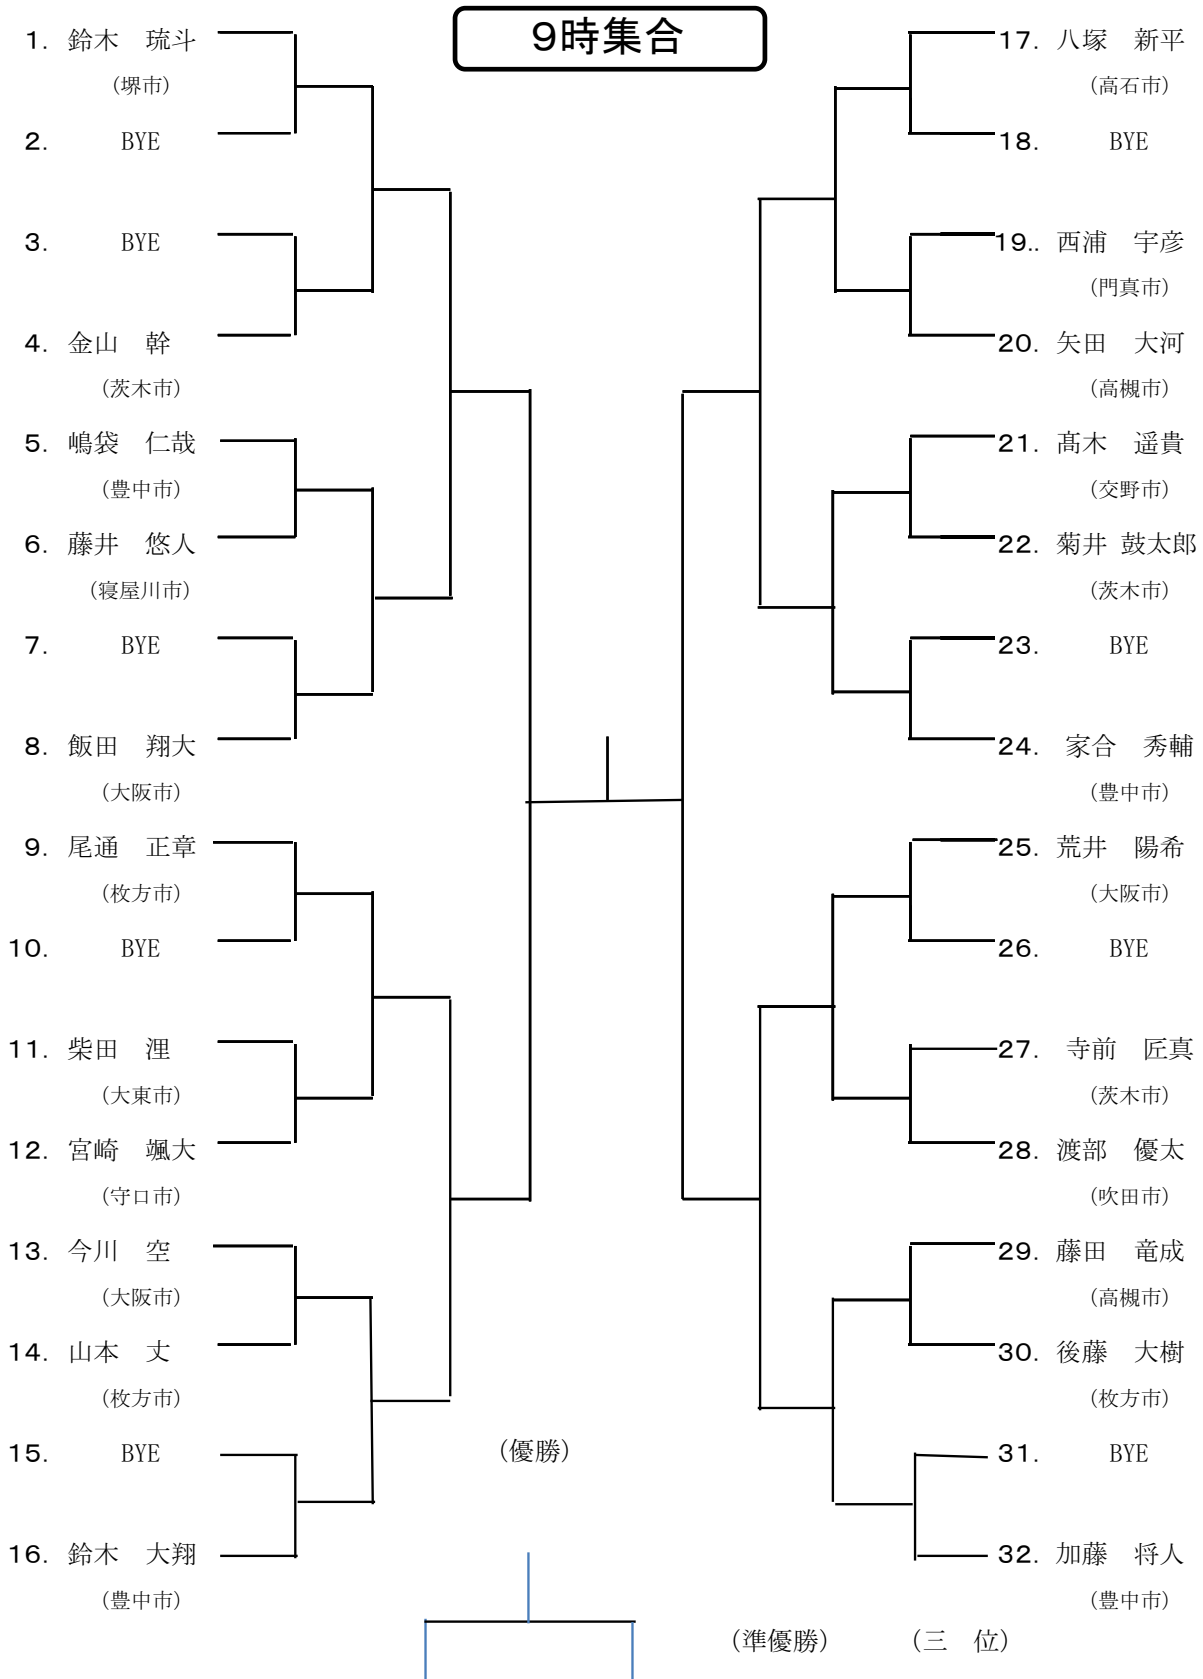 9時集合
1. 鈴木　琉斗
(堺市)
2. BYE
3. BYE
4. 金山　幹
(茨木市)
5. 嶋袋　仁哉
(豊中市)
6. 藤井　悠人
(寝屋川市)
7. BYE
8. 飯田　翔大
(大阪市)
9. 尾通　正章
(枚方市)
10. BYE
11. 柴田　浬
(大東市)
12. 宮崎　颯大
(守口市)
13. 今川　空
(大阪市)
14. 山本　丈
(枚方市)
15. BYE
16. 鈴木　大翔
(豊中市)
17. 八塚　新平
(高石市)
18. BYE
19.. 西浦　宇彦
(門真市)
20. 矢田　大河
(高槻市)
21. 髙木　遥貴
(交野市)
22. 菊井 鼓太郎
(茨木市)
23. BYE
24. 家合　秀輔
(豊中市)
25. 荒井　陽希
(大阪市)
26. BYE
27. 寺前　匠真
(茨木市)
28. 渡部　優太
(吹田市)
29. 藤田　竜成
(高槻市)
30. 後藤　大樹
(枚方市)
31. BYE
32. 加藤　将人
(豊中市)
(優勝)
(準優勝)
(三　位)